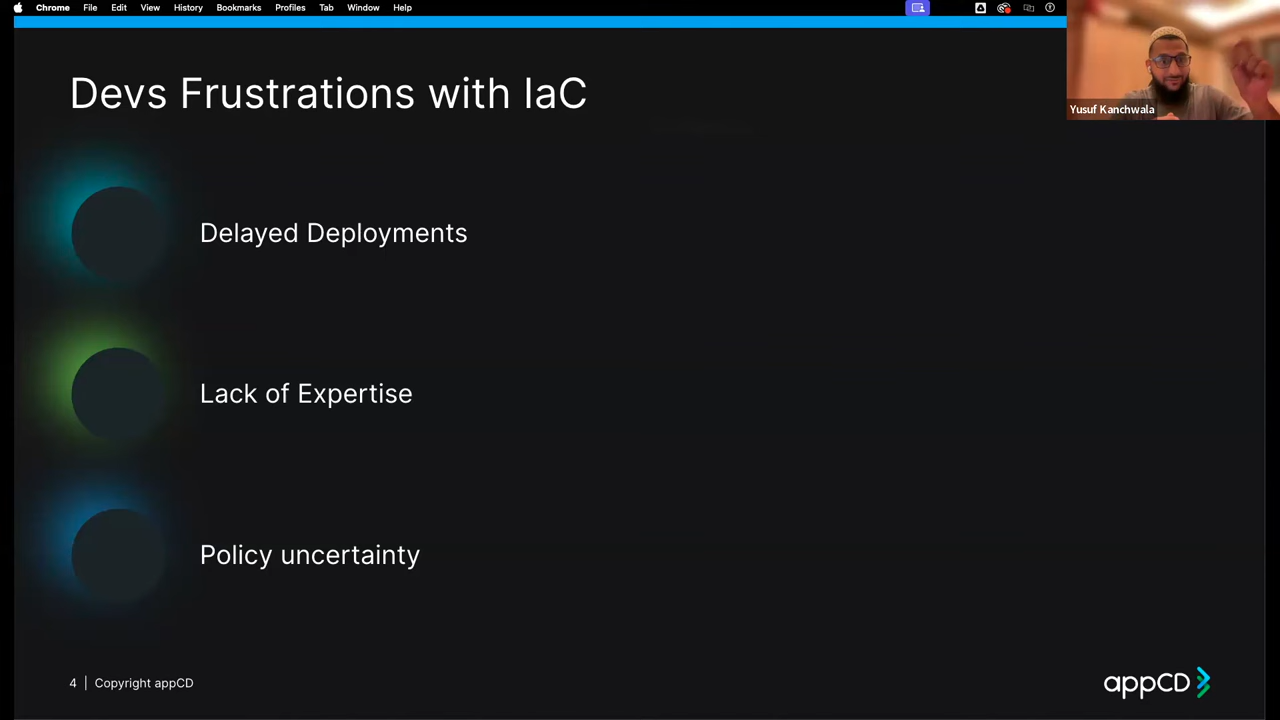 Chrome File Edit View History Bookmarks Profiles Tab Window Help
Devs Frustrations with IaC
Yusuf Kanchwala
Delayed Deployments
Lack of Expertise
Policy uncertainty
4 | Copyright appCD
appCD